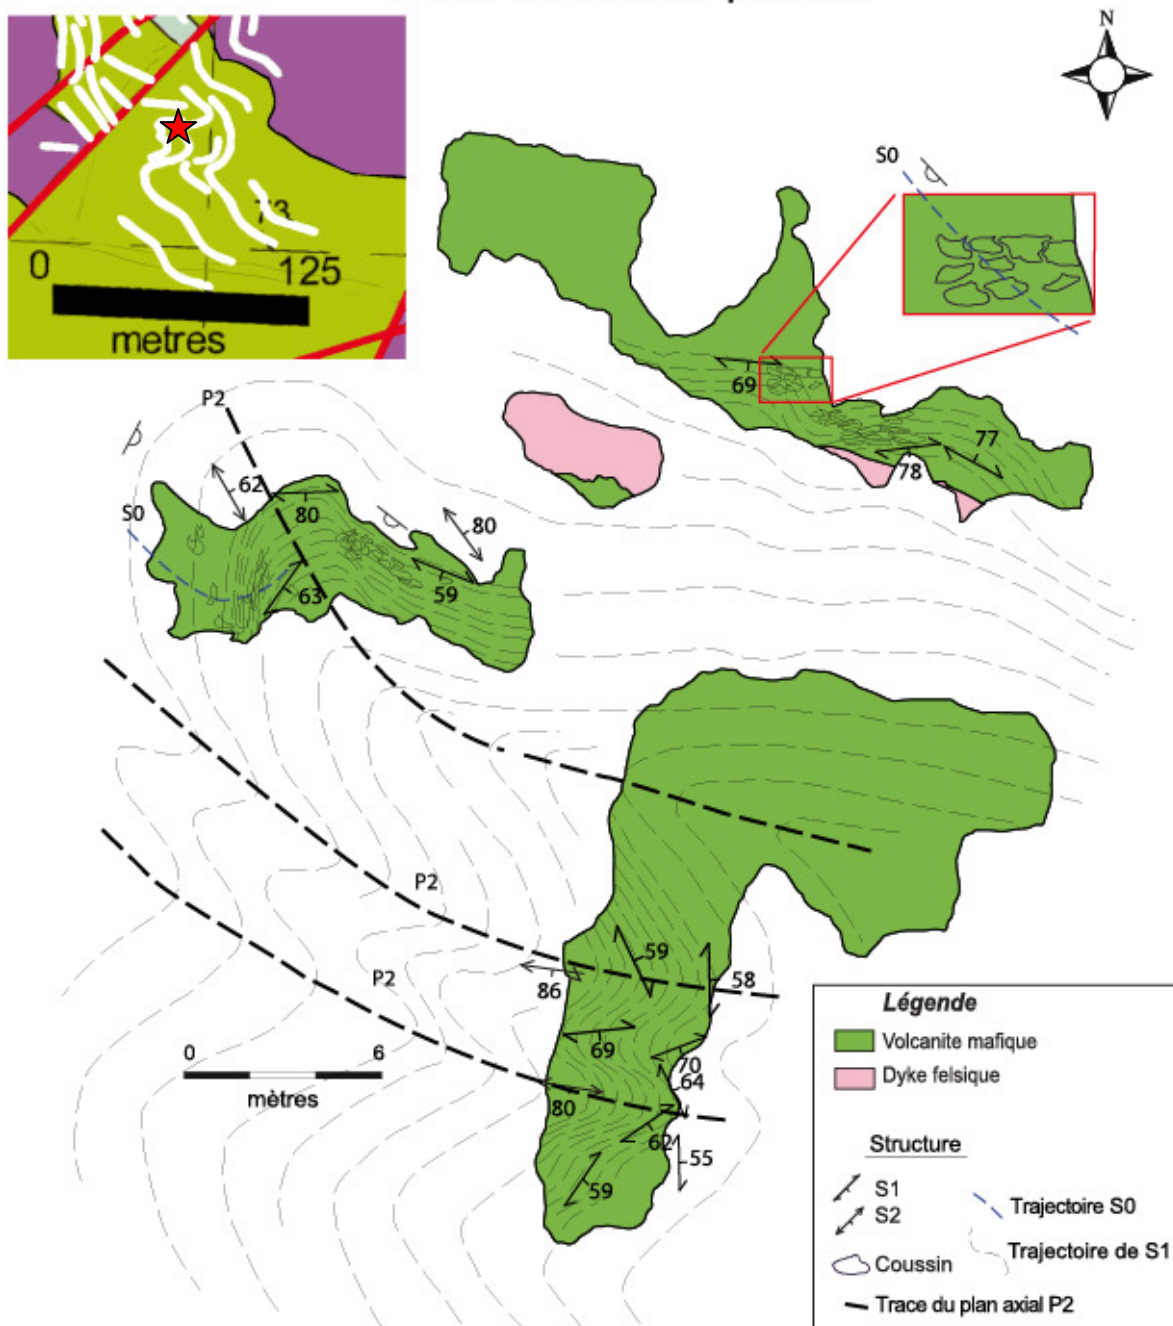 N
73
0
125
metres
S0
69
77
78
P2
62
80
80
S0
63
59
P2
59
58
86
P2
69
70
64
80
62
55
59
0
6
mètres
Légende
Volcanite mafique
Dyke felsique
Structure
S1
S2
Trajectoire S0
Trajectoire de S1
Coussin
Trace du plan axial P2